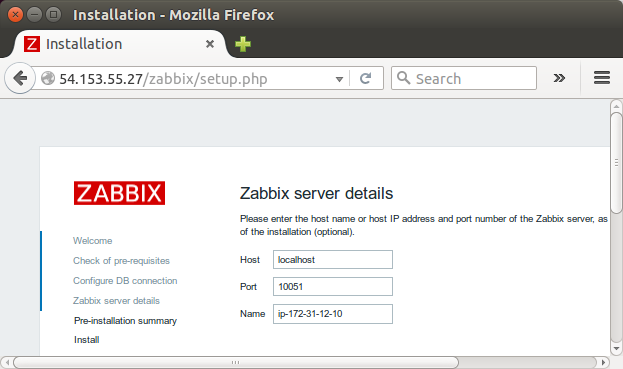 Installation - Mozilla Firefox
Installation
54.153.55.27/zabbix/setup.php
Search
ZABBIX
Zabbix server details
Please enter the host name or host IP address and port number of the Zabbix server, as
of the installation (optional).
Welcome
Check of pre-requisites
Configure DB connection
Zabbix server details
Pre-installation summary
Install
Host localhost
Port 10051
Name ip-172-31-12-10